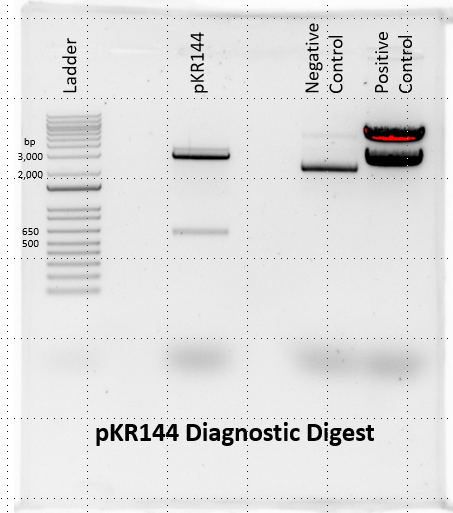 Ladder
pKR144
Negative
Control
Positive
Control
bp
3,000
2,000
650
500
pKR144 Diagnostic Digest